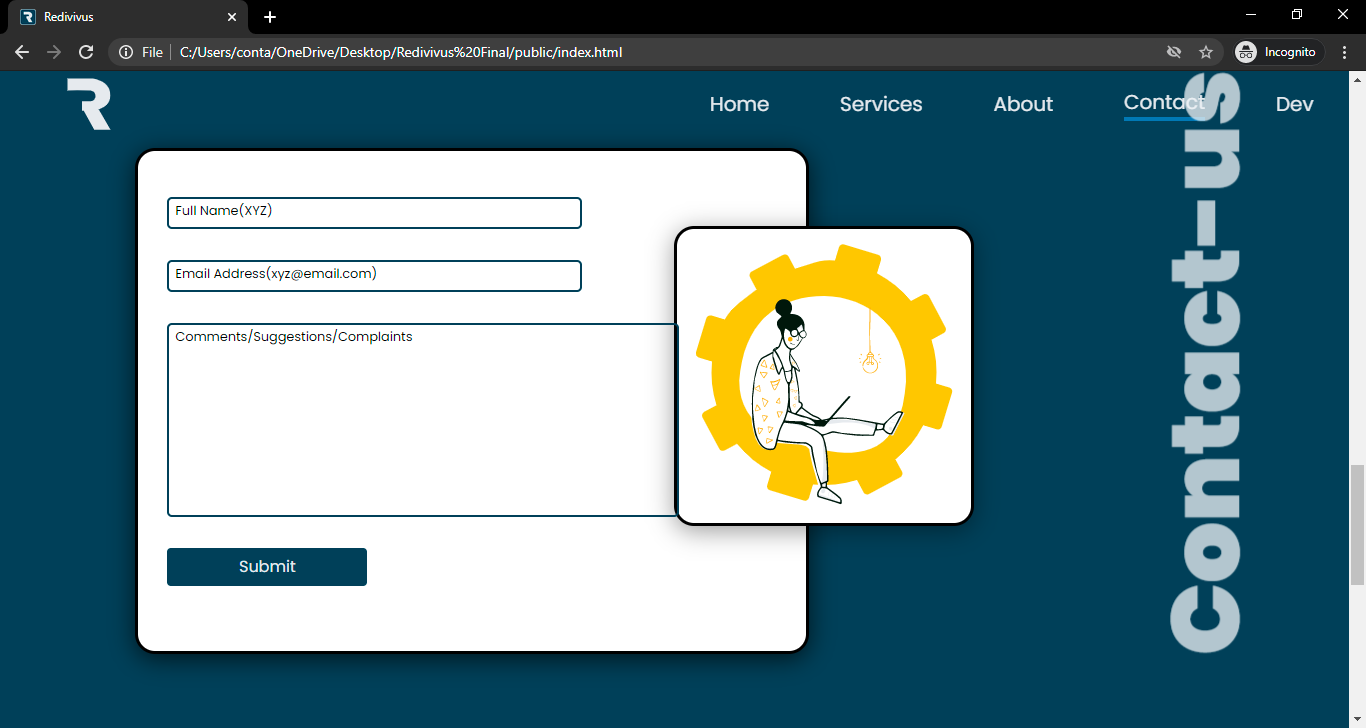 Redivivus
File
C:/Users/conta/OneDrive/Desktop/Redivivus%20Final/public/index.html
Incognito
R
Home Services About Contact Dev
Full Name(XYZ)
Email Address(xyz@email.com)
Comments/Suggestions/Complaints
Submit
Contact-us